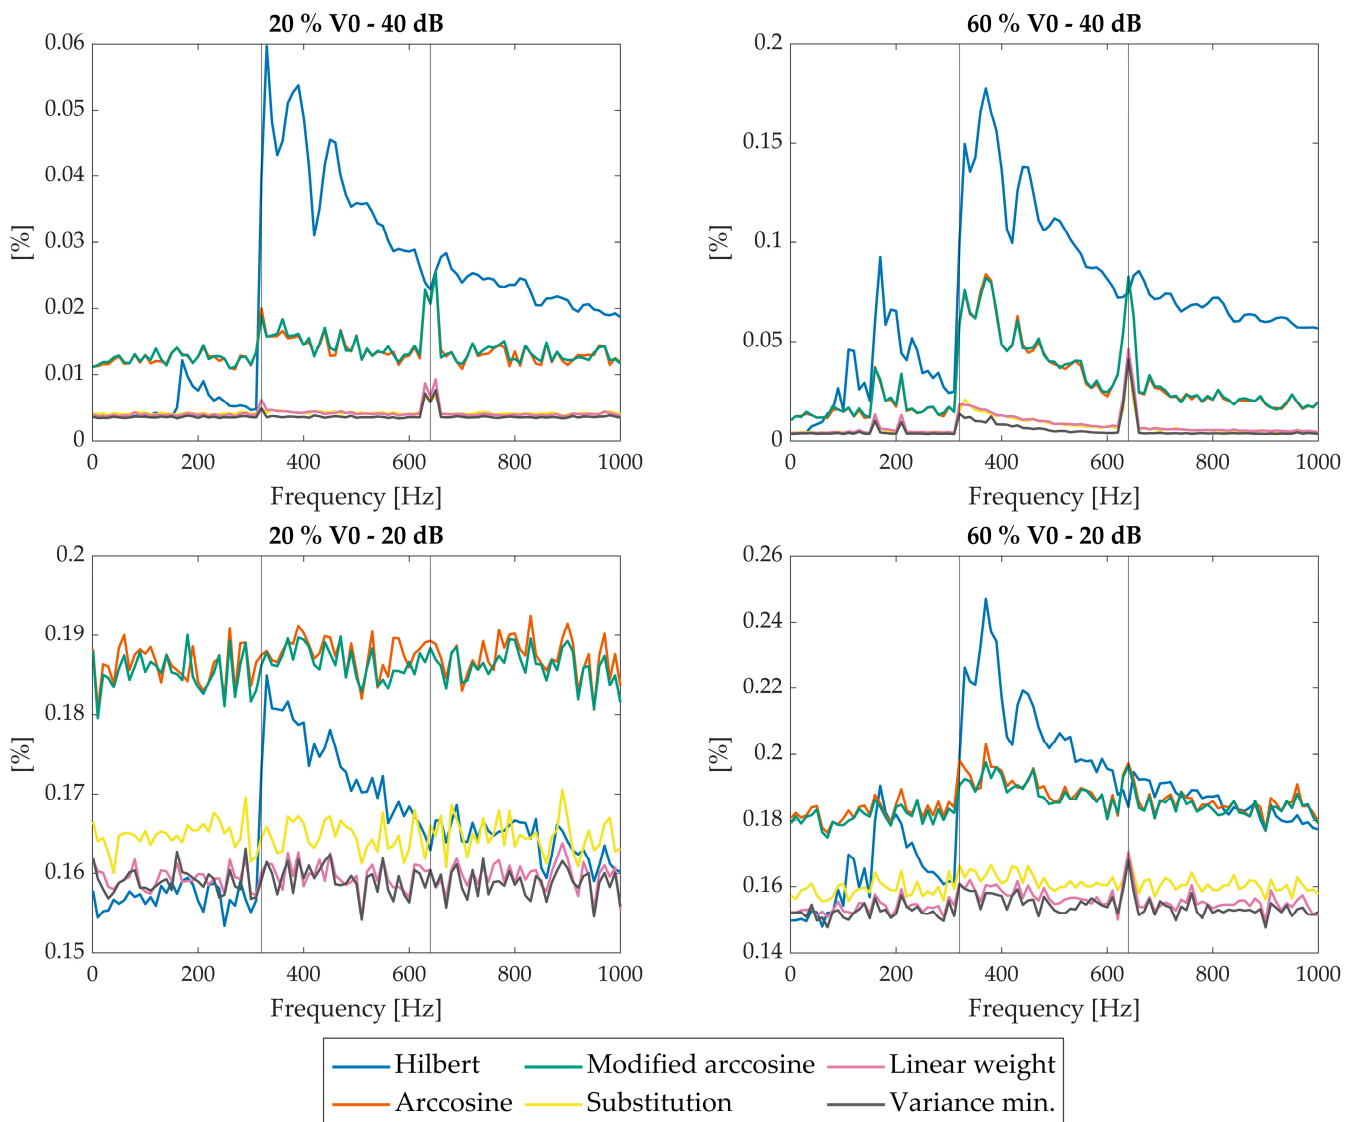 20 % V0 - 40 dB
0.06
0.05
0.04
0.03
0.02
0.01
0
[%]
0 200 400 600 800 1000
Frequency [Hz]
60 % V0 - 40 dB
0.2
0.15
0.1
0.05
0
[%]
0 200 400 600 800 1000
Frequency [Hz]
20 % V0 - 20 dB
0.2
0.19
0.18
0.17
0.16
0.15
[%]
0 200 400 600 800 1000
Frequency [Hz]
60 % V0 - 20 dB
0.26
0.24
0.22
0.2
0.18
0.16
0.14
[%]
0 200 400 600 800 1000
Frequency [Hz]
Hilbert Modified arccosine Linear weight
Arccosine Substitution Variance min.